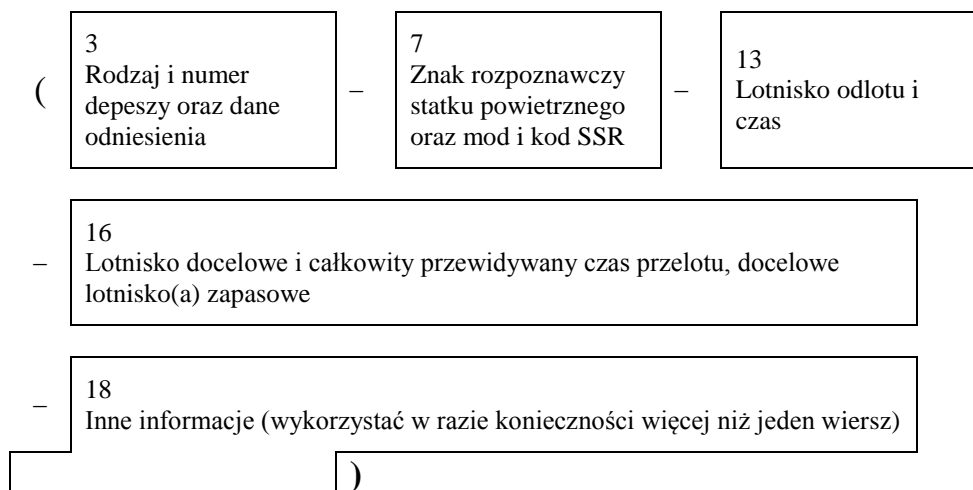 (
3
Rodzaj i numer
depeszy oraz dane
odniesienia
–
7
Znak rozpoznawczy
statku powietrznego
oraz mod i kod SSR
–
13
Lotnisko odlotu i
czas
–
16
Lotnisko docelowe i całkowity przewidywany czas przelotu, docelowe
lotnisko(a) zapasowe
–
18
Inne informacje (wykorzystać w razie konieczności więcej niż jeden wiersz)
)